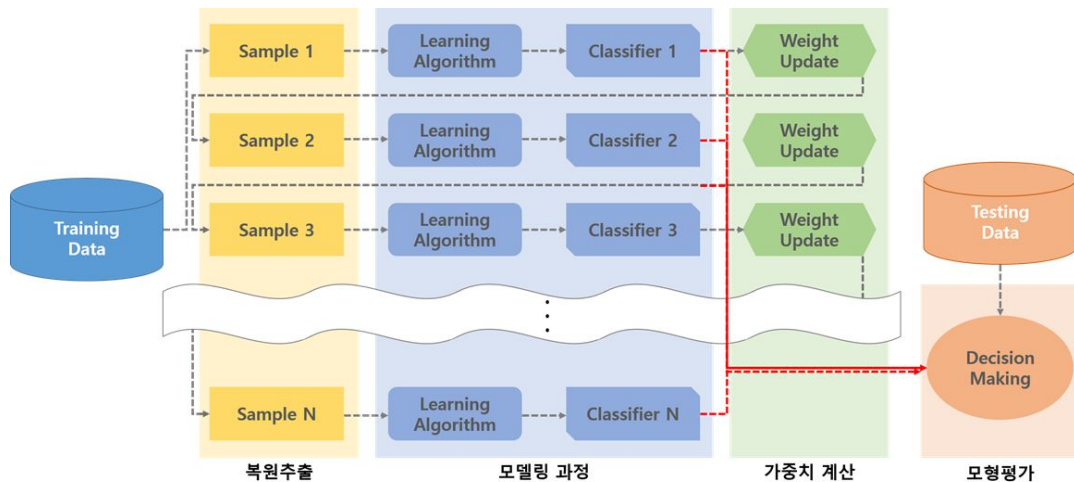 Training
Data
Sample 1
Learning
Algorithm
Classifier 1
Weight
Update
Sample 2
Learning
Algorithm
Classifier 2
Weight
Update
Sample 3
Learning
Algorithm
Classifier 3
Weight
Update
Testing
Data
Sample N
Learning
Algorithm
Classifier N
Decision
Making
복원추출
모델링 과정
가중치 계산
모형평가